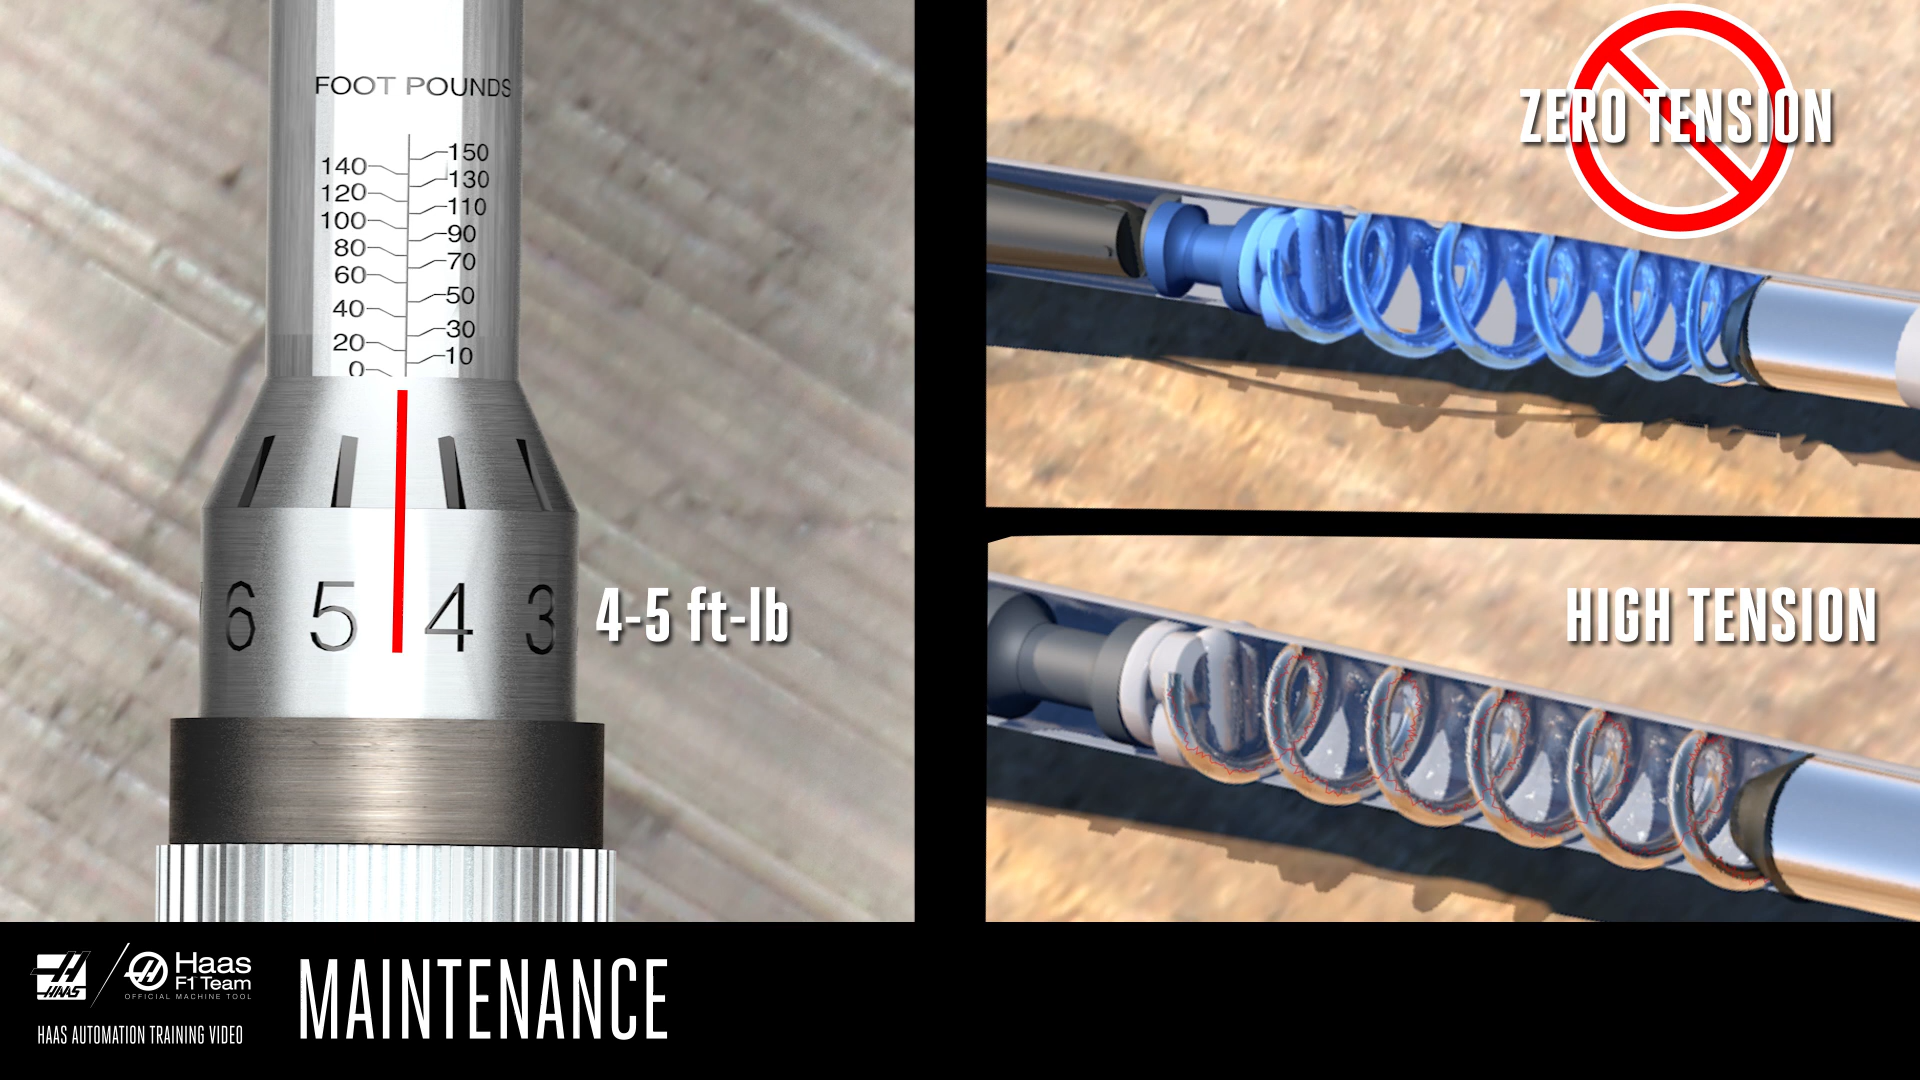 FOOT POUNDS
150
140
130
120
110
100
90
80
70
60
50
40
30
20
10
0
6 5 4 3
4-5 ft-lb
ZERO TENSION
HIGH TENSION
HAAS
Haas
F1 Team
OFFICIAL MACHINE TOOL
HAAS AUTOMATION TRAINING VIDEO
MAINTENANCE